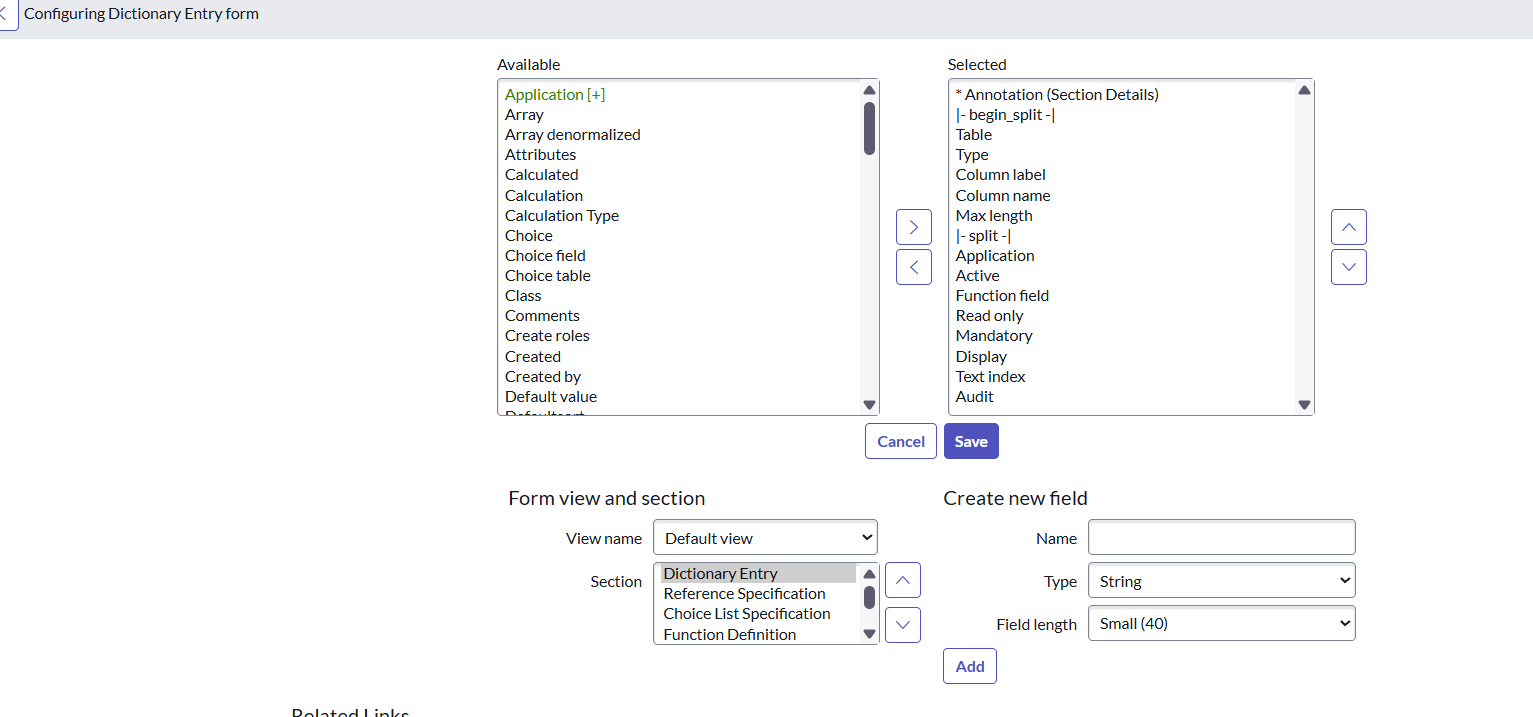 Configuring Dictionary Entry form
Available
Application [+]
Array
Array denormalized
Attributes
Calculated
Calculation
Calculation Type
Choice
Choice field
Choice table
Class
Comments
Create roles
Created
Created by
Default value
Selected
* Annotation (Section Details)
|- begin_split -|
Table
Type
Column label
Column name
Max length
|- split -|
Application
Active
Function field
Read only
Mandatory
Display
Text index
Audit
Cancel
Save
Form view and section
View name
Default view
Section
Dictionary Entry
Reference Specification
Choice List Specification
Function Definition
Create new field
Name
Type
String
Field length
Small (40)
Add
Related Links